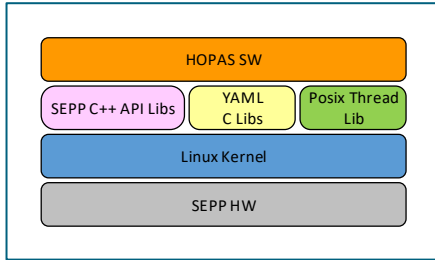 HOPAS SW
SEPP C++ API Libs
YAML
C Libs
Posix Thread
Lib
Linux Kernel
SEPP HW